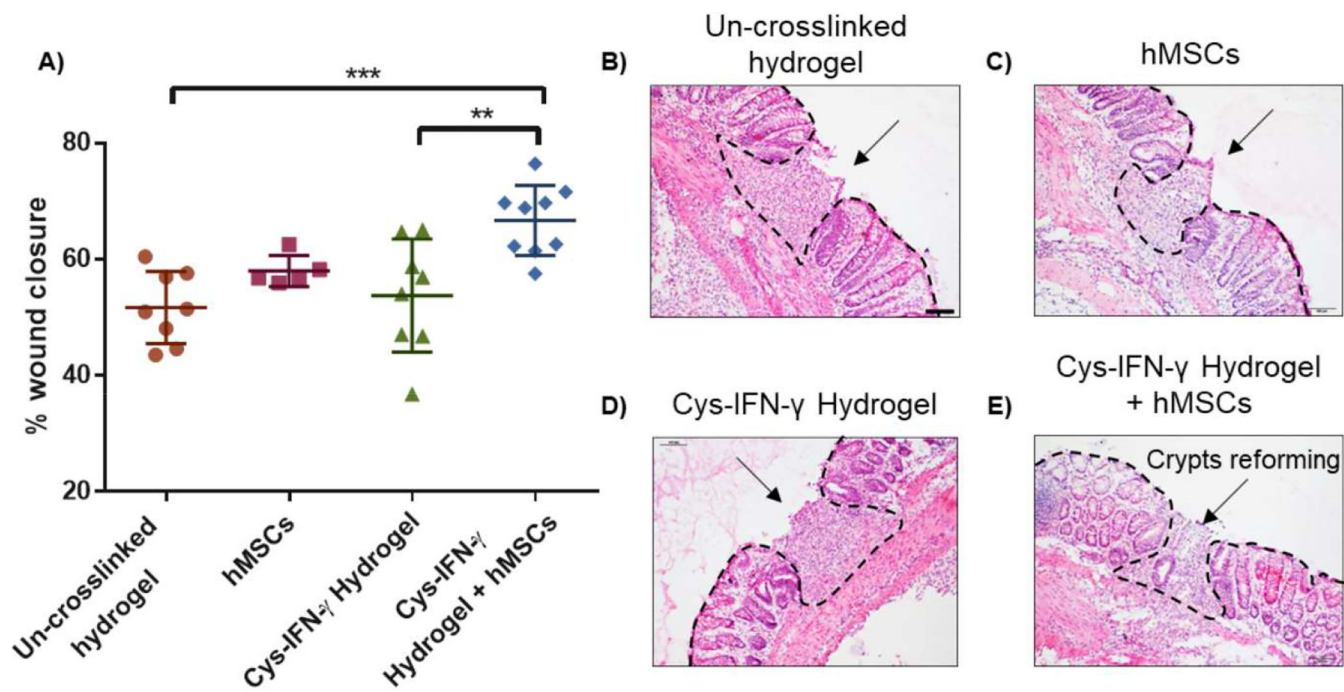 A)
***
**
% wound closure
80
60
40
20
Un-crosslinked
hydrogel
hMSCs
Cys-IFN-γ Hydrogel
Cys-IFN-γ
Hydrogel + hMSCs
B)
Un-crosslinked
hydrogel
C)
hMSCs
D)
Cys-IFN-γ Hydrogel
E)
Cys-IFN-γ Hydrogel
+ hMSCs
Crypts reforming